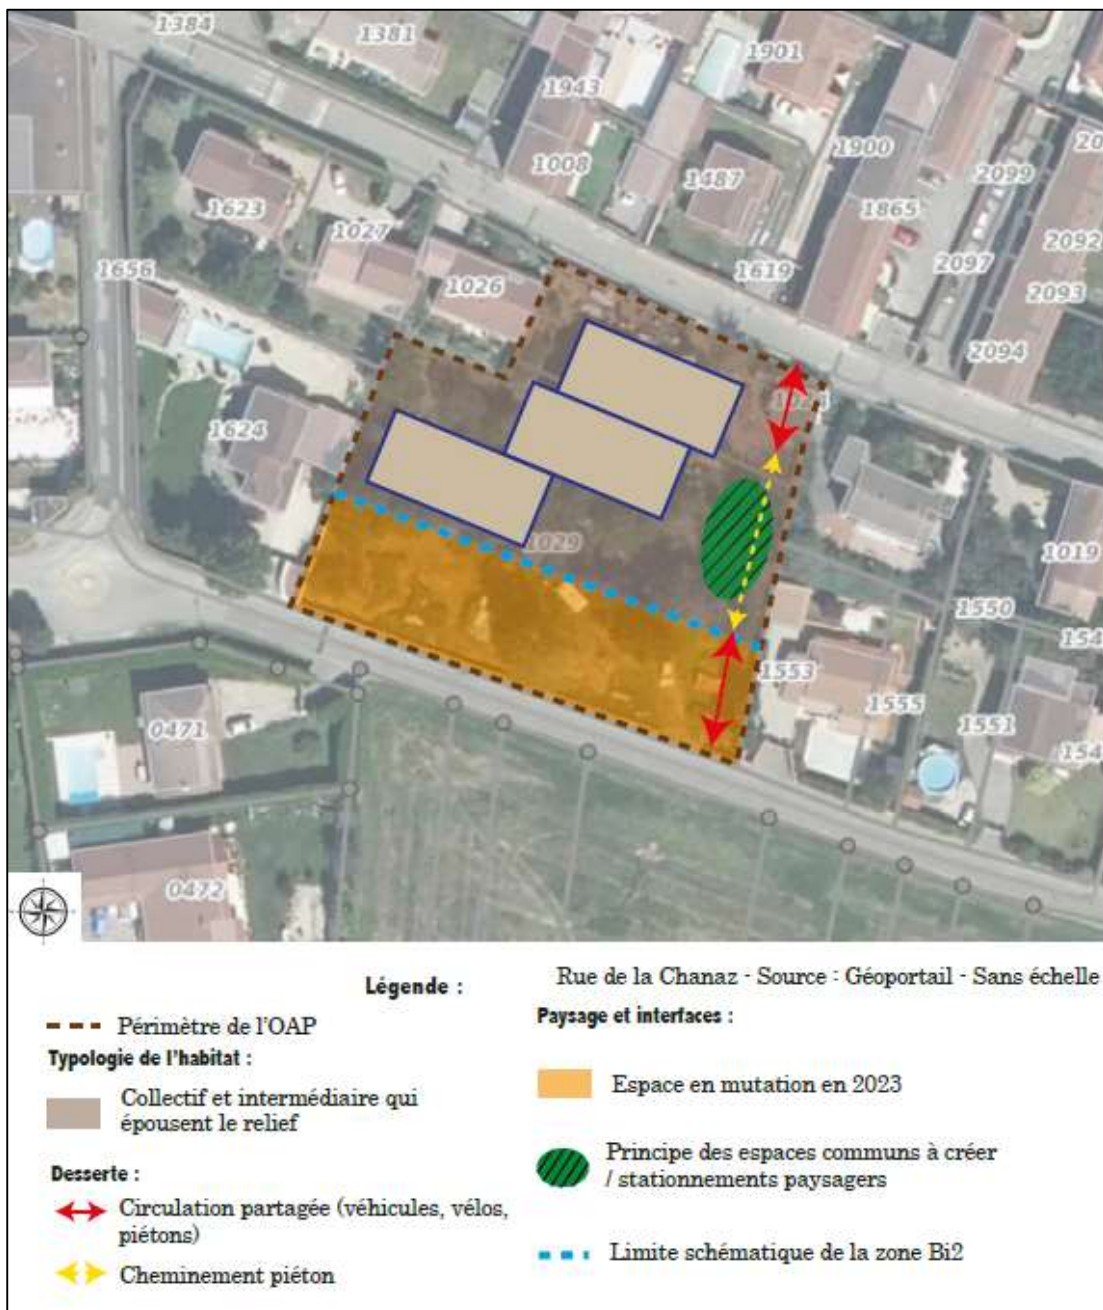 1384
1381
1901
1943
1008
1487
1900
2099
1865
1623
1027
2092
1656
1026
1619
2097
2093
2094
1624
1029
1019
1550
1553
1555
1551
0471
0472
Légende :
Rue de la Chanaz - Source : Géoportail - Sans échelle
Périmètre de l'OAP
Typologie de l'habitat :
Collectif et intermédiaire qui
épousent le relief
Desserte :
Circulation partagée (véhicules, vélos,
piétons)
Cheminement piéton
Paysage et interfaces :
Espace en mutation en 2023
Principe des espaces communs à créer
/ stationnements paysagers
Limite schématique de la zone Bi2